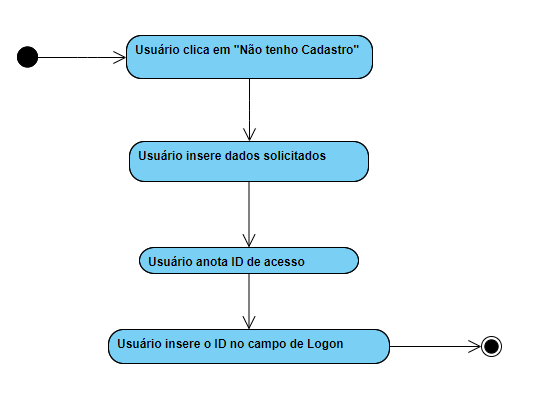 Usuário clica em "Não tenho Cadastro"
Usuário insere dados solicitados
Usuário anota ID de acesso
Usuário insere o ID no campo de Logon